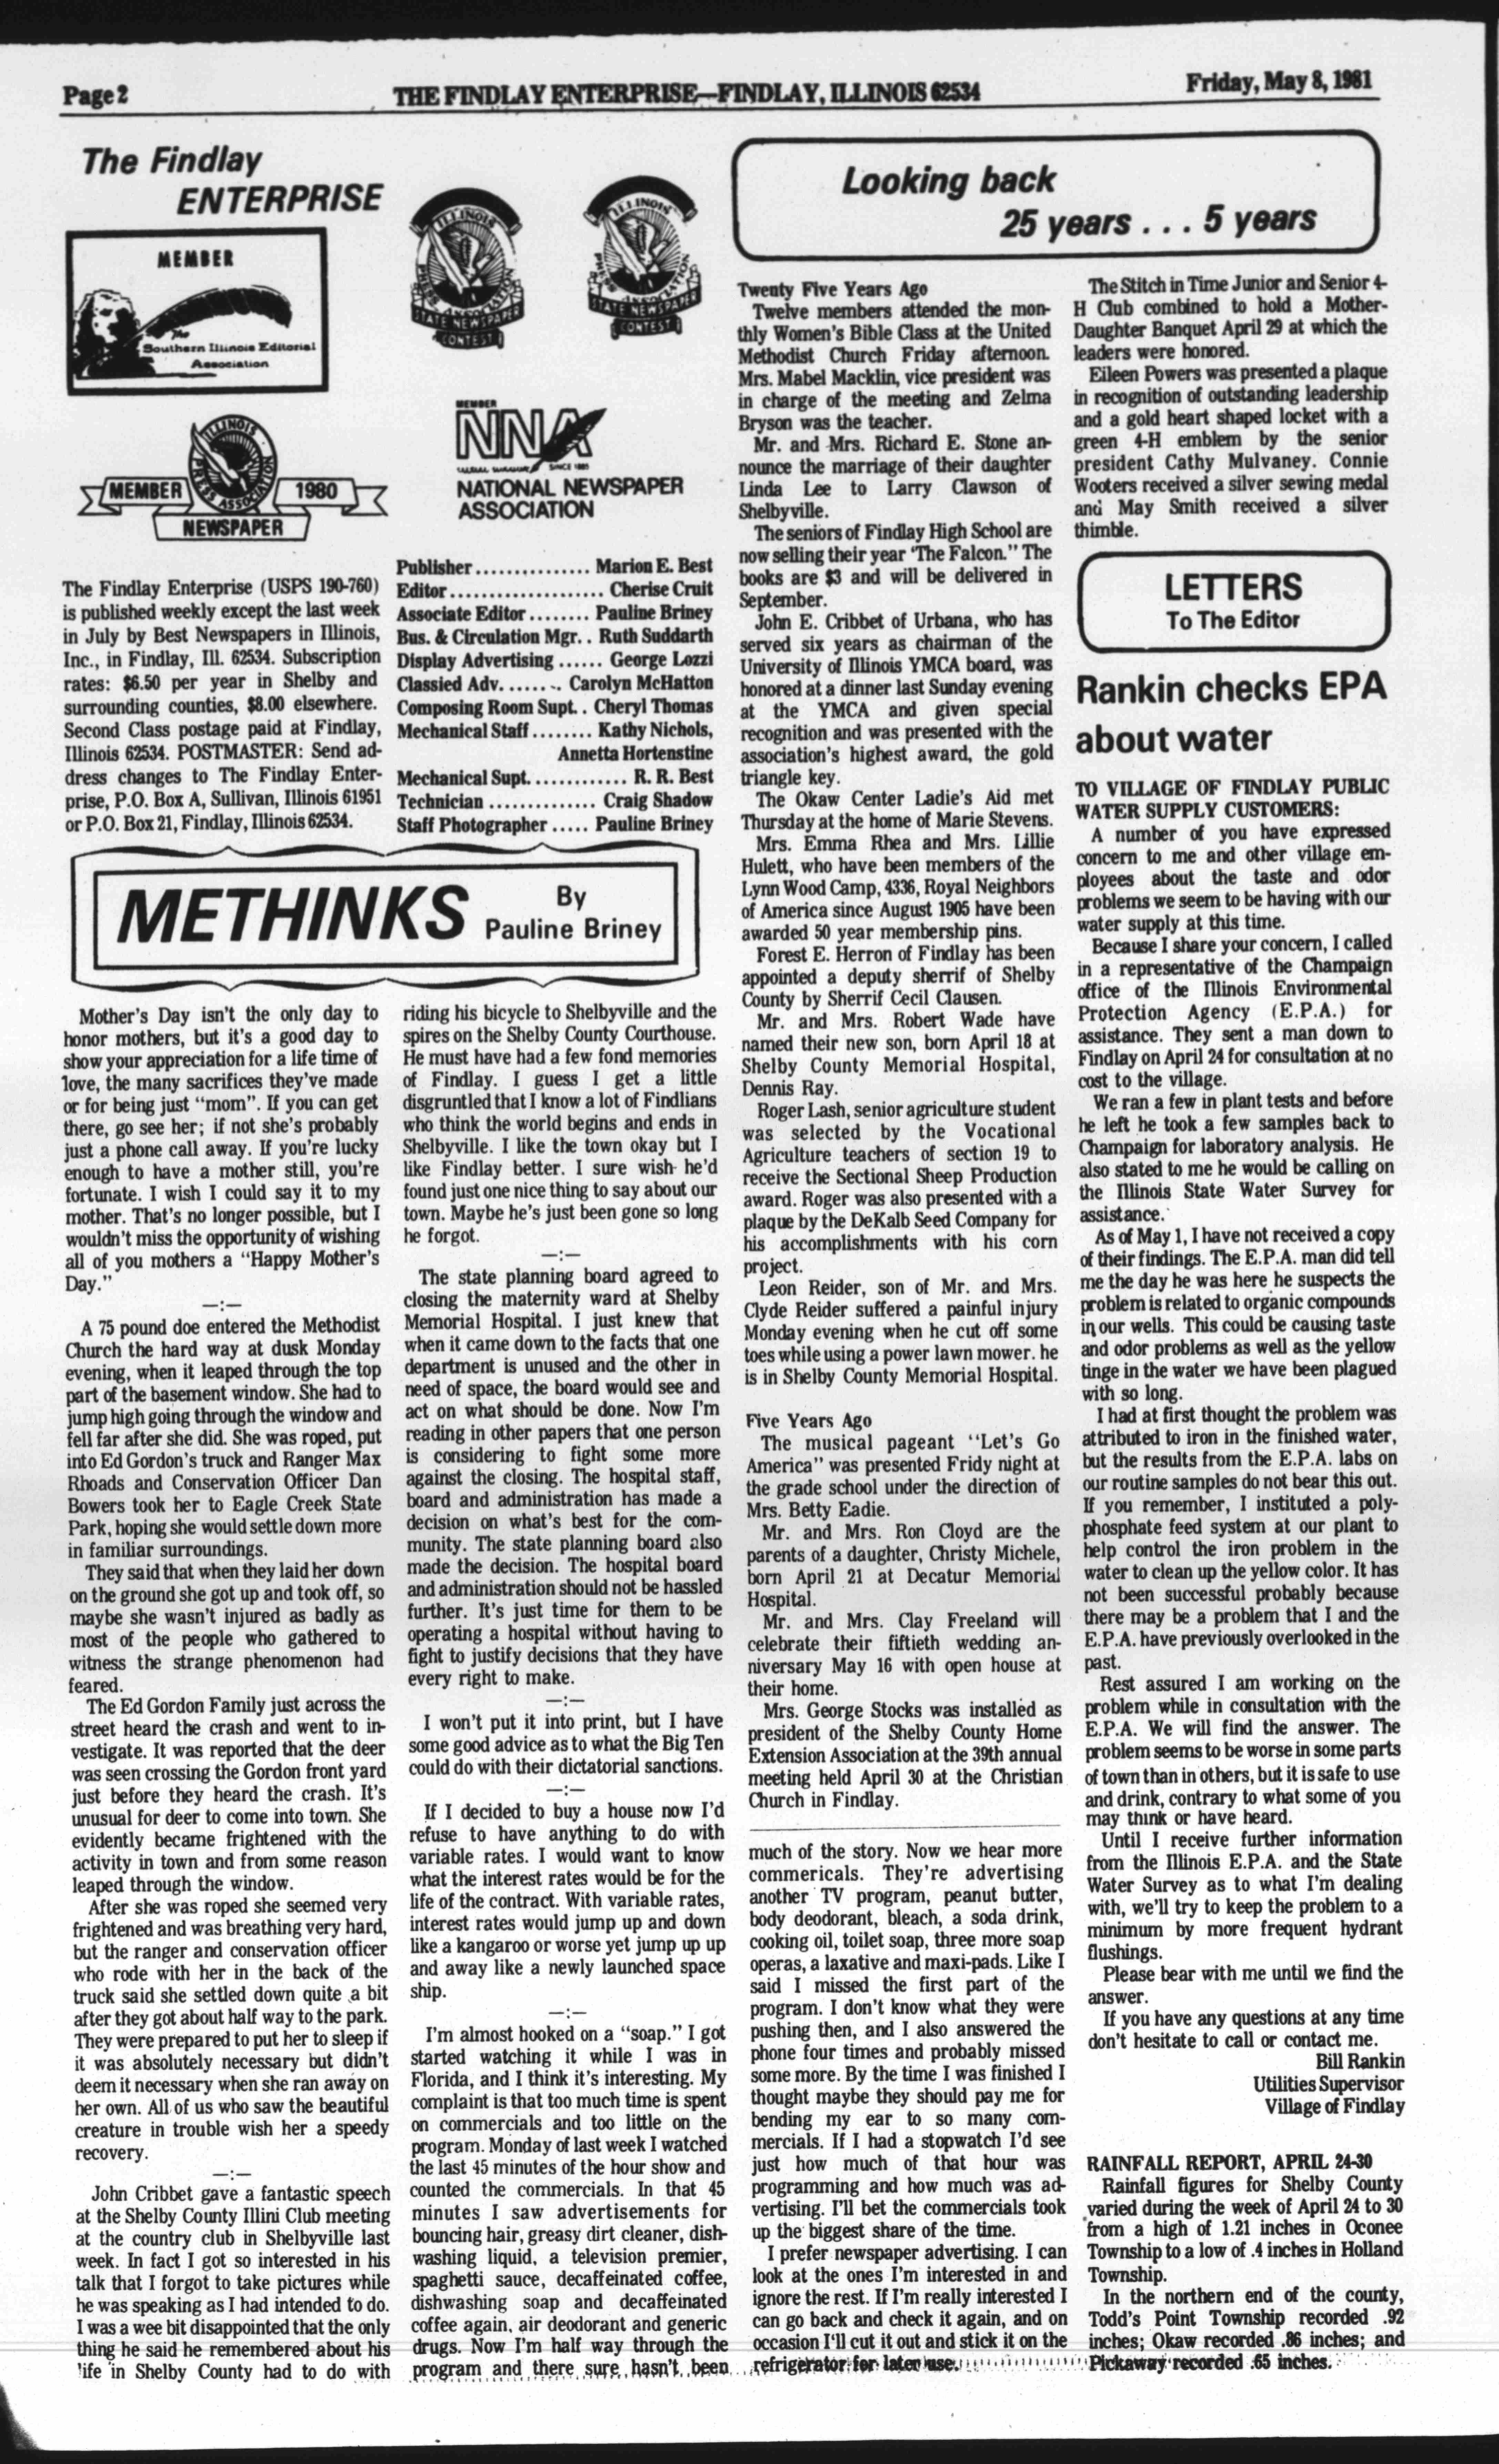 Page 2
THE FINDLAY ENTERPRISE—FINDLAY, ILLINOIS 62534
Friday, May 8, 1981
The Findlay
ENTERPRISE
MEMBER
The
Southern Illinois Editorial
Association
ILLINOIS
PRESS ASSOCIATION
STATE NEWSPAPER
CONTEST
ILLINOIS
PRESS ASSOCIATION
STATE NEWSPAPER
CONTEST
ILLINOIS
PRESS ASSOCIATION
MEMBER
1980
NEWSPAPER
MEMBER
NNA
SINCE 1885
NATIONAL NEWSPAPER
ASSOCIATION
The Findlay Enterprise (USPS 190-760)
is published weekly except the last week
in July by Best Newspapers in Illinois,
Inc., in Findlay, Ill. 62534. Subscription
rates: $6.50 per year in Shelby and
surrounding counties, $8.00 elsewhere.
Second Class postage paid at Findlay,
Illinois 62534. POSTMASTER: Send ad-
dress changes to The Findlay Enter-
prise, P.O. Box A, Sullivan, Illinois 61951
or P.O. Box 21, Findlay, Illinois 62534.
Publisher............... Marion E. Best
Editor.................... Cherise Cruit
Associate Editor........ Pauline Briney
Bus. & Circulation Mgr.. Ruth Suddarth
Display Advertising...... George Lozzi
Classied Adv........ Carolyn McHatton
Composing Room Supt.. Cheryl Thomas
Mechanical Staff........ Kathy Nichols,
Annetta Hortenstine
Mechanical Supt............. R. R. Best
Technician .............. Craig Shadow
Staff Photographer ..... Pauline Briney
METHINKS
By
Pauline Briney
Mother's Day isn't the only day to
honor mothers, but it's a good day to
show your appreciation for a life time of
love, the many sacrifices they've made
or for being just "mom". If you can get
there, go see her; if not she's probably
just a phone call away. If you're lucky
enough to have a mother still, you're
fortunate. I wish I could say it to my
mother. That's no longer possible, but I
wouldn't miss the opportunity of wishing
all of you mothers a "Happy Mother's
Day."
—:—
A 75 pound doe entered the Methodist
Church the hard way at dusk Monday
evening, when it leaped through the top
part of the basement window. She had to
jump high going through the window and
fell far after she did. She was roped, put
into Ed Gordon's truck and Ranger Max
Rhoads and Conservation Officer Dan
Bowers took her to Eagle Creek State
Park, hoping she would settle down more
in familiar surroundings.
They said that when they laid her down
on the ground she got up and took off, so
maybe she wasn't injured as badly as
most of the people who gathered to
witness the strange phenomenon had
feared.
The Ed Gordon Family just across the
street heard the crash and went to in-
vestigate. It was reported that the deer
was seen crossing the Gordon front yard
just before they heard the crash. It's
unusual for deer to come into town. She
evidently became frightened with the
activity in town and from some reason
leaped through the window.
After she was roped she seemed very
frightened and was breathing very hard,
but the ranger and conservation officer
who rode with her in the back of the
truck said she settled down quite a bit
after they got about half way to the park.
They were prepared to put her to sleep if
it was absolutely necessary but didn't
deem it necessary when she ran away on
her own. All of us who saw the beautiful
creature in trouble wish her a speedy
recovery.
—:—
John Cribbet gave a fantastic speech
at the Shelby County Illini Club meeting
at the country club in Shelbyville last
week. In fact I got so interested in his
talk that I forgot to take pictures while
he was speaking as I had intended to do.
I was a wee bit disappointed that the only
thing he said he remembered about his
life in Shelby County had to do with
riding his bicycle to Shelbyville and the
spires on the Shelby County Courthouse.
He must have had a few fond memories
of Findlay. I guess I get a little
disgruntled that I know a lot of Findlians
who think the world begins and ends in
Shelbyville. I like the town okay but I
like Findlay better. I sure wish he'd
found just one nice thing to say about our
town. Maybe he's just been gone so long
he forgot.
—:—
The state planning board agreed to
closing the maternity ward at Shelby
Memorial Hospital. I just knew that
when it came down to the facts that one
department is unused and the other in
need of space, the board would see and
act on what should be done. Now I'm
reading in other papers that one person
is considering to fight some more
against the closing. The hospital staff,
board and administration has made a
decision on what's best for the com-
munity. The state planning board also
made the decision. The hospital board
and administration should not be hassled
further. It's just time for them to be
operating a hospital without having to
fight to justify decisions that they have
every right to make.
—:—
I won't put it into print, but I have
some good advice as to what the Big Ten
could do with their dictatorial sanctions.
—:—
If I decided to buy a house now I'd
refuse to have anything to do with
variable rates. I would want to know
what the interest rates would be for the
life of the contract. With variable rates,
interest rates would jump up and down
like a kangaroo or worse yet jump up up
and away like a newly launched space
ship.
—:—
I'm almost hooked on a "soap." I got
started watching it while I was in
Florida, and I think it's interesting. My
complaint is that too much time is spent
on commercials and too little on the
program. Monday of last week I watched
the last 45 minutes of the hour show and
counted the commercials. In that 45
minutes I saw advertisements for
bouncing hair, greasy dirt cleaner, dish-
washing liquid, a television premier,
spaghetti sauce, decaffeinated coffee,
dishwashing soap and decaffeinated
coffee again, air deodorant and generic
drugs. Now I'm half way through the
program and there sure hasn't been
Looking back
25 years . . . 5 years
Twenty Five Years Ago
Twelve members attended the mon-
thly Women's Bible Class at the United
Methodist Church Friday afternoon.
Mrs. Mabel Macklin, vice president was
in charge of the meeting and Zelma
Bryson was the teacher.
Mr. and Mrs. Richard E. Stone an-
nounce the marriage of their daughter
Linda Lee to Larry Clawson of
Shelbyville.
The seniors of Findlay High School are
now selling their year 'The Falcon." The
books are $3 and will be delivered in
September.
John E. Cribbet of Urbana, who has
served six years as chairman of the
University of Illinois YMCA board, was
honored at a dinner last Sunday evening
at the YMCA and given special
recognition and was presented with the
association's highest award, the gold
triangle key.
The Okaw Center Ladie's Aid met
Thursday at the home of Marie Stevens.
Mrs. Emma Rhea and Mrs. Lillie
Hulett, who have been members of the
Lynn Wood Camp, 4336, Royal Neighbors
of America since August 1905 have been
awarded 50 year membership pins.
Forest E. Herron of Findlay has been
appointed a deputy sherrif of Shelby
County by Sherrif Cecil Clausen.
Mr. and Mrs. Robert Wade have
named their new son, born April 18 at
Shelby County Memorial Hospital,
Dennis Ray.
Roger Lash, senior agriculture student
was selected by the Vocational
Agriculture teachers of section 19 to
receive the Sectional Sheep Production
award. Roger was also presented with a
plaque by the DeKalb Seed Company for
his accomplishments with his corn
project.
Leon Reider, son of Mr. and Mrs.
Clyde Reider suffered a painful injury
Monday evening when he cut off some
toes while using a power lawn mower. he
is in Shelby County Memorial Hospital.
Five Years Ago
The musical pageant "Let's Go
America" was presented Fridy night at
the grade school under the direction of
Mrs. Betty Eadie.
Mr. and Mrs. Ron Cloyd are the
parents of a daughter, Christy Michele,
born April 21 at Decatur Memorial
Hospital.
Mr. and Mrs. Clay Freeland will
celebrate their fiftieth wedding an-
niversary May 16 with open house at
their home.
Mrs. George Stocks was installed as
president of the Shelby County Home
Extension Association at the 39th annual
meeting held April 30 at the Christian
Church in Findlay.
much of the story. Now we hear more
commericals. They're advertising
another TV program, peanut butter,
body deodorant, bleach, a soda drink,
cooking oil, toilet soap, three more soap
operas, a laxative and maxi-pads. Like I
said I missed the first part of the
program. I don't know what they were
pushing then, and I also answered the
phone four times and probably missed
some more. By the time I was finished I
thought maybe they should pay me for
bending my ear to so many com-
mercials. If I had a stopwatch I'd see
just how much of that hour was
programming and how much was ad-
vertising. I'll bet the commercials took
up the biggest share of the time.
I prefer newspaper advertising. I can
look at the ones I'm interested in and
ignore the rest. If I'm really interested I
can go back and check it again, and on
occasion I'll cut it out and stick it on the
refrigerator for later use.
The Stitch in Time Junior and Senior 4-
H Club combined to hold a Mother-
Daughter Banquet April 29 at which the
leaders were honored.
Eileen Powers was presented a plaque
in recognition of outstanding leadership
and a gold heart shaped locket with a
green 4-H emblem by the senior
president Cathy Mulvaney. Connie
Wooters received a silver sewing medal
and May Smith received a silver
thimble.
LETTERS
To The Editor
Rankin checks EPA
about water
TO VILLAGE OF FINDLAY PUBLIC
WATER SUPPLY CUSTOMERS:
A number of you have expressed
concern to me and other village em-
ployees about the taste and odor
problems we seem to be having with our
water supply at this time.
Because I share your concern, I called
in a representative of the Champaign
office of the Illinois Environmental
Protection Agency (E.P.A.) for
assistance. They sent a man down to
Findlay on April 24 for consultation at no
cost to the village.
We ran a few in plant tests and before
he left he took a few samples back to
Champaign for laboratory analysis. He
also stated to me he would be calling on
the Illinois State Water Survey for
assistance.
As of May 1, I have not received a copy
of their findings. The E.P.A. man did tell
me the day he was here he suspects the
problem is related to organic compounds
in our wells. This could be causing taste
and odor problems as well as the yellow
tinge in the water we have been plagued
with so long.
I had at first thought the problem was
attributed to iron in the finished water,
but the results from the E.P.A. labs on
our routine samples do not bear this out.
If you remember, I instituted a poly-
phosphate feed system at our plant to
help control the iron problem in the
water to clean up the yellow color. It has
not been successful probably because
there may be a problem that I and the
E.P.A. have previously overlooked in the
past.
Rest assured I am working on the
problem while in consultation with the
E.P.A. We will find the answer. The
problem seems to be worse in some parts
of town than in others, but it is safe to use
and drink, contrary to what some of you
may think or have heard.
Until I receive further information
from the Illinois E.P.A. and the State
Water Survey as to what I'm dealing
with, we'll try to keep the problem to a
minimum by more frequent hydrant
flushings.
Please bear with me until we find the
answer.
If you have any questions at any time
don't hesitate to call or contact me.
Bill Rankin
Utilities Supervisor
Village of Findlay
RAINFALL REPORT, APRIL 24-30
Rainfall figures for Shelby County
varied during the week of April 24 to 30
from a high of 1.21 inches in Oconee
Township to a low of .4 inches in Holland
Township.
In the northern end of the county,
Todd's Point Township recorded .92
inches; Okaw recorded .86 inches; and
Pickaway recorded .65 inches.